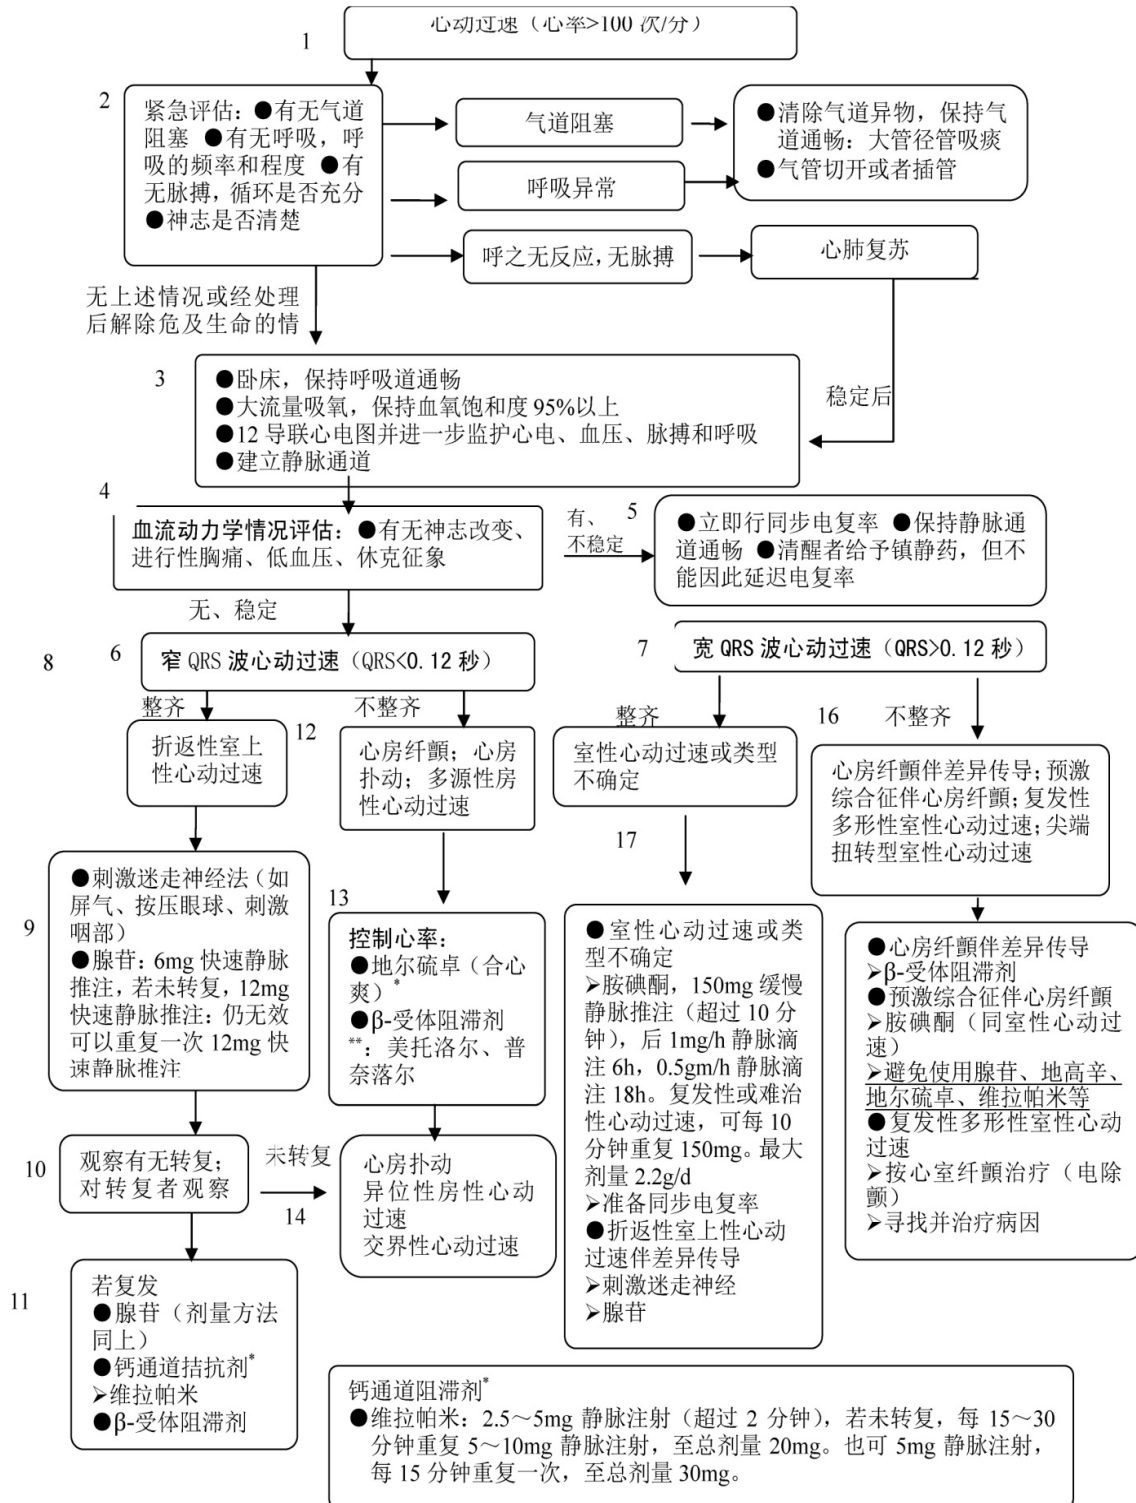 心动过速（心率>100 次/分）
1
2
紧急评估：●有无气道
阻塞 ●有无呼吸，呼
吸的频率和程度 ●有
无脉搏，循环是否充分
●神志是否清楚
气道阻塞
●清除气道异物，保持气
道通畅：大管径管吸痰
●气管切开或者插管
呼吸异常
呼之无反应，无脉搏
心肺复苏
无上述情况或经处理
后解除危及生命的情
稳定后
3
●卧床，保持呼吸道通畅
●大流量吸氧，保持血氧饱和度 95%以上
●12 导联心电图并进一步监护心电、血压、脉搏和呼吸
●建立静脉通道
4
血流动力学情况评估：●有无神志改变、
进行性胸痛、低血压、休克征象
有、
不稳定
5
●立即行同步电复率 ●保持静脉通
道通畅 ●清醒者给予镇静药，但不
能因此延迟电复率
无、稳定
6
窄 QRS 波心动过速（QRS<0.12 秒）
7
宽 QRS 波心动过速（QRS>0.12 秒）
8
整齐
不整齐
整齐
16
不整齐
折返性室上
性心动过速
12
心房纤颤；心房
扑动；多源性房
性心动过速
室性心动过速或类型
不确定
心房纤颤伴差异传导；预激
综合征伴心房纤颤；复发性
多形性室性心动过速；尖端
扭转型室性心动过速
9
●刺激迷走神经法（如
屏气、按压眼球、刺激
咽部）
●腺苷：6mg 快速静脉
推注，若未转复，12mg
快速静脉推注：仍无效
可以重复一次 12mg 快
速静脉推注
13
控制心率：
●地尔硫卓（合心
爽）*
●β-受体阻滞剂
**：美托洛尔、普
奈洛尔
17
●室性心动过速或类
型不确定
➢胺碘酮，150mg 缓慢
静脉推注（超过 10 分
钟），后 1mg/h 静脉滴
注 6h，0.5gm/h 静脉滴
注 18h。复发性或难治
性心动过速，可每 10
分钟重复 150mg。最大
剂量 2.2g/d
➢准备同步电复率
●折返性室上性心动
过速伴差异传导
➢刺激迷走神经
➢腺苷
●心房纤颤伴差异传导
➢β-受体阻滞剂
●预激综合征伴心房纤颤
➢胺碘酮（同室性心动过
速）
➢避免使用腺苷、地高辛、
地尔硫卓、维拉帕米等
●复发性多形性室性心动
过速
➢按心室纤颤治疗（电除
颤）
➢寻找并治疗病因
10
观察有无转复；
对转复者观察
未转复
14
心房扑动
异位性房性心动
过速
交界性心动过速
11
若复发
●腺苷（剂量方法
同上）
●钙通道拮抗剂*
➢维拉帕米
●β-受体阻滞剂
钙通道阻滞剂*
●维拉帕米：2.5～5mg 静脉注射（超过 2 分钟），若未转复，每 15～30
分钟重复 5～10mg 静脉注射，至总剂量 20mg。也可 5mg 静脉注射，
每 15 分钟重复一次，至总剂量 30mg。